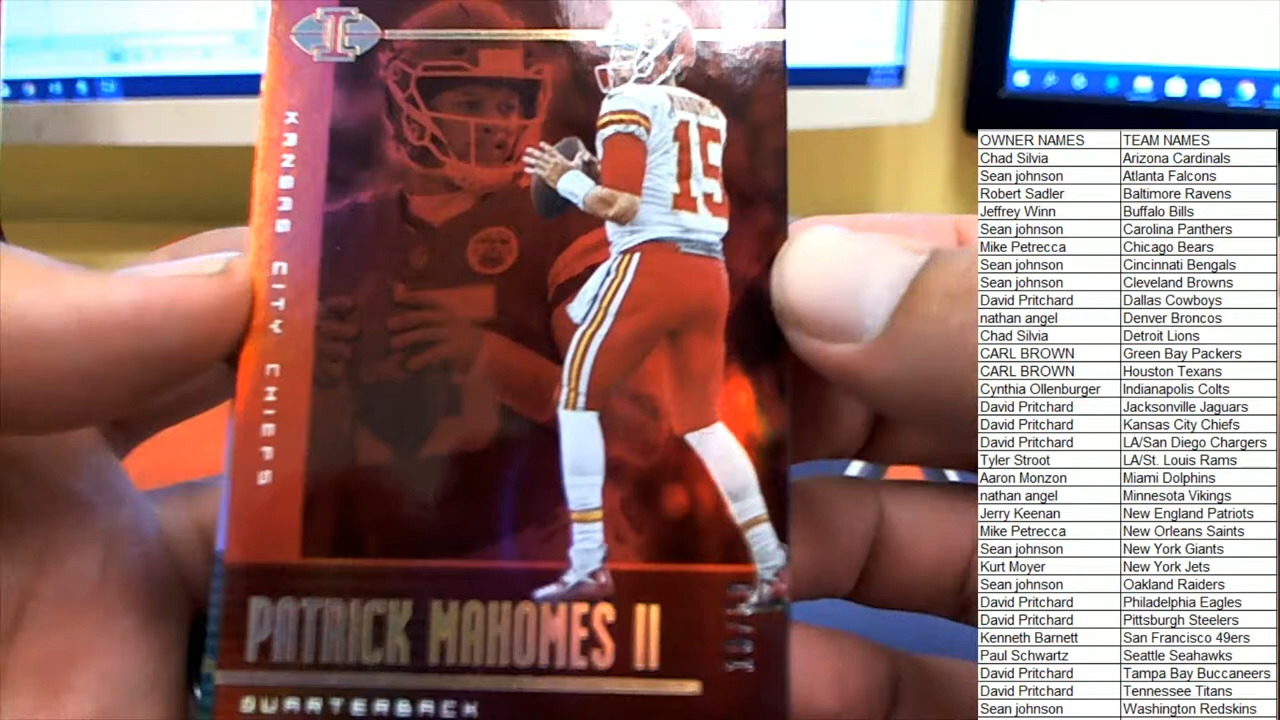 KANSAS CITY CHIEFS
15
PATRICK MAHOMES II
QUARTERBACK
OWNER NAMES TEAM NAMES
Chad Silvia Arizona Cardinals
Sean johnson Atlanta Falcons
Robert Sadler Baltimore Ravens
Jeffrey Winn Buffalo Bills
Sean johnson Carolina Panthers
Mike Petrecca Chicago Bears
Sean johnson Cincinnati Bengals
Sean johnson Cleveland Browns
David Pritchard Dallas Cowboys
nathan angel Denver Broncos
Chad Silvia Detroit Lions
CARL BROWN Green Bay Packers
CARL BROWN Houston Texans
Cynthia Ollenburger Indianapolis Colts
David Pritchard Jacksonville Jaguars
David Pritchard Kansas City Chiefs
David Pritchard LA/San Diego Chargers
Tyler Stroot LA/St. Louis Rams
Aaron Monzon Miami Dolphins
nathan angel Minnesota Vikings
Jerry Keenan New England Patriots
Mike Petrecca New Orleans Saints
Sean johnson New York Giants
Kurt Moyer New York Jets
Sean johnson Oakland Raiders
David Pritchard Philadelphia Eagles
David Pritchard Pittsburgh Steelers
Kenneth Barnett San Francisco 49ers
Paul Schwartz Seattle Seahawks
David Pritchard Tampa Bay Buccaneers
David Pritchard Tennessee Titans
Sean johnson Washington Redskins